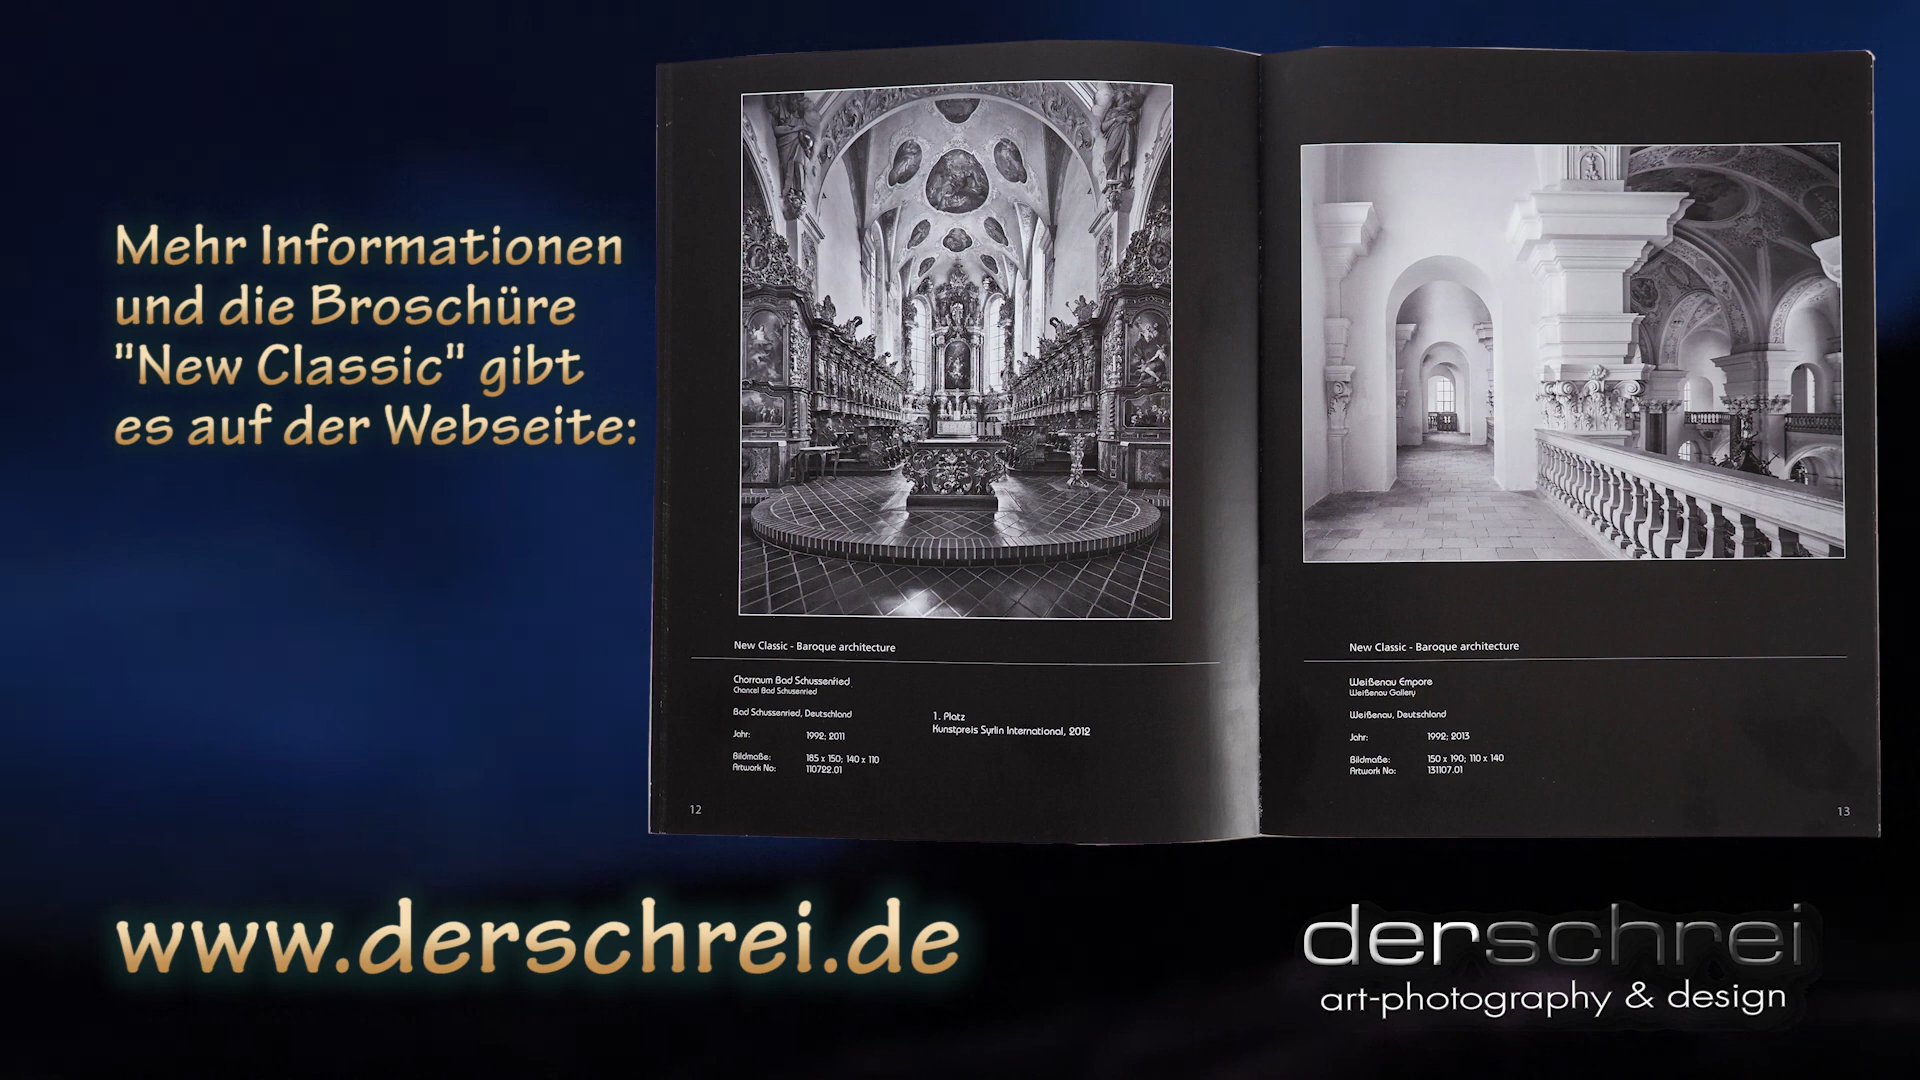 Mehr Informationen
und die Broschüre
"New Classic" gibt
es auf der Webseite:
New Classic - Baroque architecture
Chorraum Bad Schussenried
Chancel Bad Schusenried
Bad Schussenried, Deutschland
Jahr: 1992; 2011
Bildmaße: 185 x 150; 140 x 110
Artwork No: 110722.01
1. Platz
Kunstpreis Syrlin International, 2012
12
New Classic - Baroque architecture
Weißenau Empore
Weißenau Gallery
Weißenau, Deutschland
Jahr: 1992; 2013
Bildmaße: 150 x 190; 110 x 140
Artwork No: 131107.01
13
www.derschrei.de
derschrei
art-photography & design